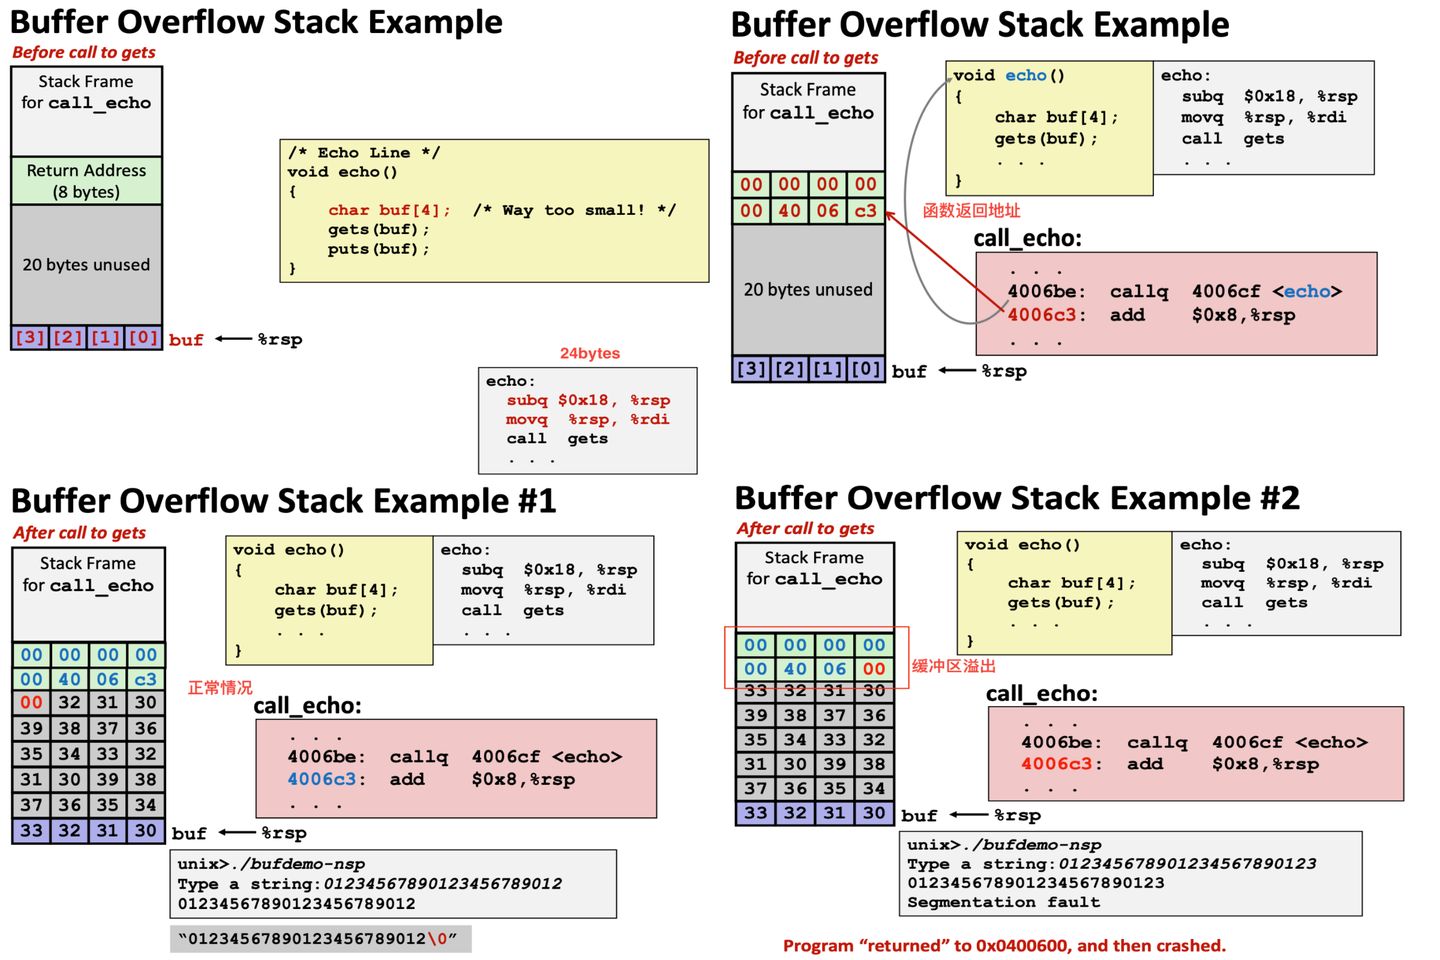 Buffer Overflow Stack Example
Before call to gets
Stack Frame
for call_echo
Return Address
(8 bytes)
20 bytes unused
[3] [2] [1] [0] buf %rsp
/* Echo Line */
void echo()
{
char buf[4]; /* Way too small! */
gets(buf);
puts(buf);
}
24bytes
echo:
subq $0x18, %rsp
movq %rsp, %rdi
call gets
. . .
Buffer Overflow Stack Example
Before call to gets
Stack Frame
for call_echo
00 00 00 00
00 40 06 c3
20 bytes unused
[3] [2] [1] [0] buf %rsp
void echo()
{
char buf[4];
gets(buf);
. . .
}
echo:
subq $0x18, %rsp
movq %rsp, %rdi
call gets
. . .
函数返回地址
call_echo:
. . .
4006be: callq 4006cf <echo>
4006c3: add $0x8,%rsp
. . .
Buffer Overflow Stack Example #1
After call to gets
Stack Frame
for call_echo
00 00 00 00
00 40 06 c3
00 32 31 30
39 38 37 36
35 34 33 32
31 30 39 38
37 36 35 34
33 32 31 30 buf %rsp
void echo()
{
char buf[4];
gets(buf);
. . .
}
echo:
subq $0x18, %rsp
movq %rsp, %rdi
call gets
. . .
正常情况
call_echo:
. . .
4006be: callq 4006cf <echo>
4006c3: add $0x8,%rsp
. . .
unix>./bufdemo-nsp
Type a string:01234567890123456789012
01234567890123456789012
“01234567890123456789012\0”
Buffer Overflow Stack Example #2
After call to gets
Stack Frame
for call_echo
00 00 00 00
00 40 06 00
33 32 31 30
39 38 37 36
35 34 33 32
31 30 39 38
37 36 35 34
33 32 31 30 buf %rsp
void echo()
{
char buf[4];
gets(buf);
. . .
}
echo:
subq $0x18, %rsp
movq %rsp, %rdi
call gets
. . .
缓冲区溢出
call_echo:
. . .
4006be: callq 4006cf <echo>
4006c3: add $0x8,%rsp
. . .
unix>./bufdemo-nsp
Type a string:012345678901234567890123
012345678901234567890123
Segmentation fault
Program “returned” to 0x0400600, and then crashed.